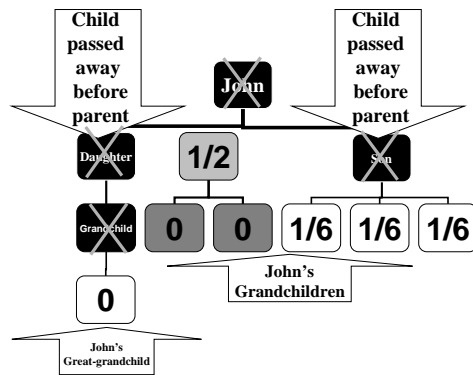 Child
passed
away
before
parent
John
Child
passed
away
before
parent
Daughter
1/2
Son
Grandchild
0
0
1/6
1/6
1/6
0
John's
Grandchildren
John's
Great-grandchild